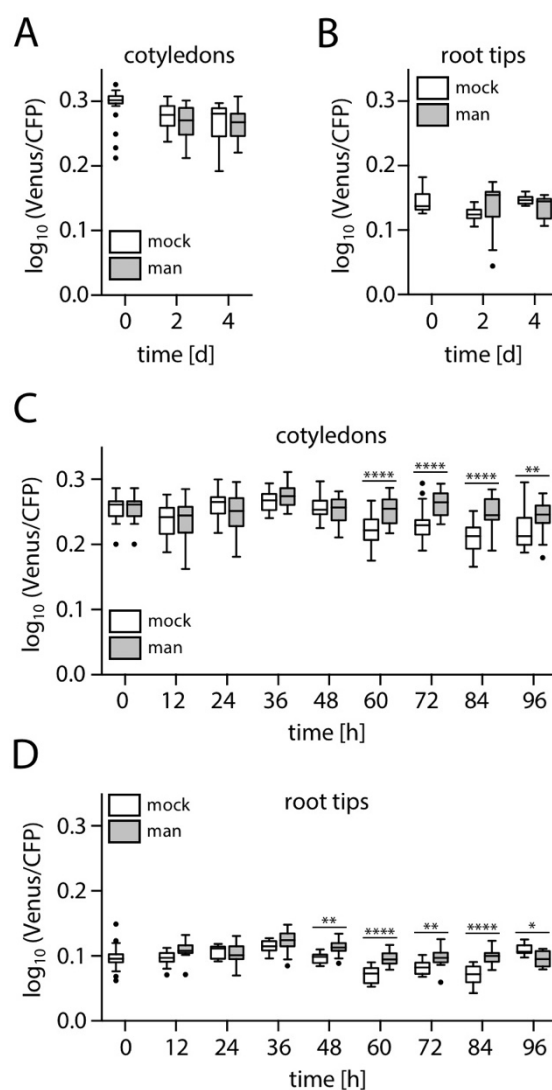 A
cotyledons
log10 (Venus/CFP)
0.3
0.2
0.1
0.0
mock
man
0 2 4
time [d]
B
root tips
log10 (Venus/CFP)
0.3
0.2
0.1
0.0
mock
man
0 2 4
time [d]
C
cotyledons
log10 (Venus/CFP)
0.3
0.2
0.1
0.0
**** **** **** **
mock
man
0 12 24 36 48 60 72 84 96
time [h]
D
root tips
log10 (Venus/CFP)
0.3
0.2
0.1
0.0
mock
man
** **** ** **** *
0 12 24 36 48 60 72 84 96
time [h]